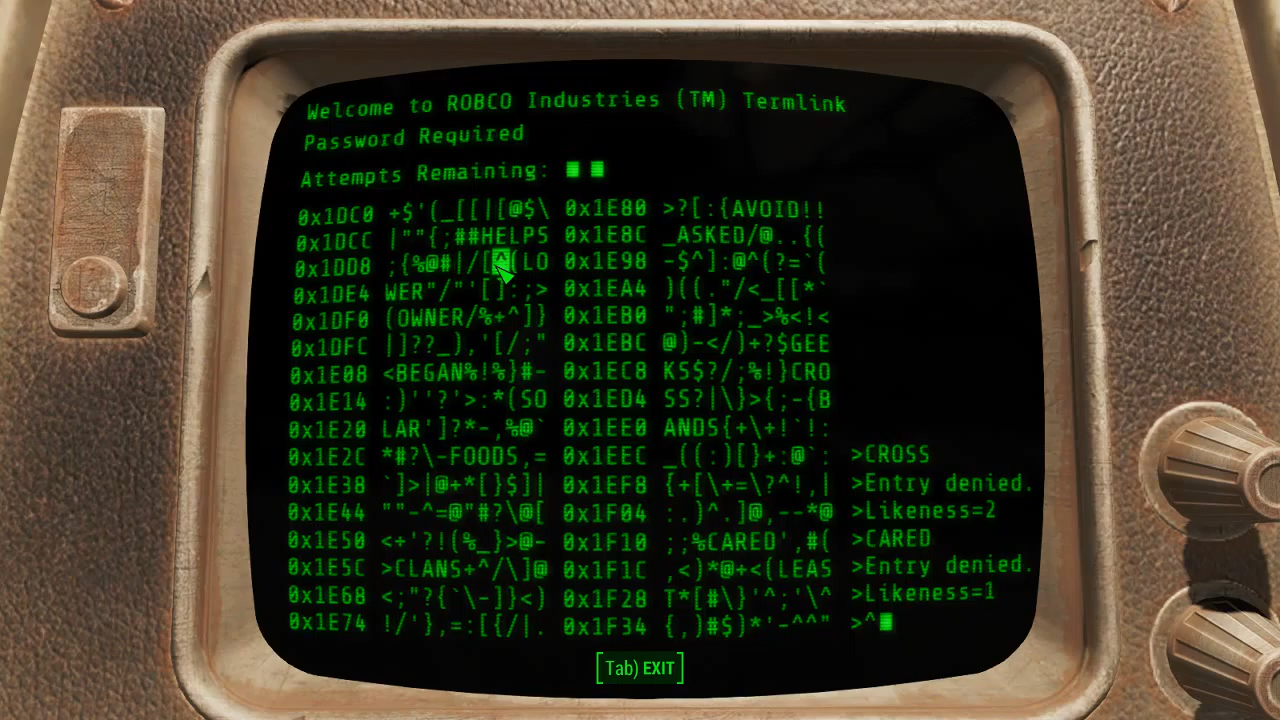 Welcome to ROBCO Industries (TM) Termlink
Password Required
Attempts Remaining: ■ ■
0x1DC0 +$'(_[[|[@$\ 0x1E80 >?[:{AVOID!!
0x1DCC |""{;##HELPS 0x1E8C _ASKED/@..{(
0x1DD8 ;{%@#|/[^(LO 0x1E98 -$^]:@^(?=`(
0x1DE4 WER"/"'[]:;> 0x1EA4 )((."/<_[[*`
0x1DF0 (OWNER/%+^]} 0x1EB0 ";#]*;_>%<!<
0x1DFC |]??_),'[/;" 0x1EBC @)-</)+?$GEE
0x1E08 <BEGAN%!%}#- 0x1EC8 KS$?/;%!}CRO
0x1E14 :)''?'>:*(SO 0x1ED4 SS?|\}>{;-{B
0x1E20 LAR']?*-,%@` 0x1EE0 ANDS{+\+!`!:
0x1E2C *#?\-FOODS,= 0x1EEC _((:)[}+:@`: >CROSS
0x1E38 `]>|@+*[}$]| 0x1EF8 {+[\+=\?^!,| >Entry denied.
0x1E44 ""-^=@"#?\@[ 0x1F04 :.)^.]@,--*@ >Likeness=2
0x1E50 <+'?!(%_}>@- 0x1F10 ;;%CARED',#( >CARED
0x1E5C >CLANS+^/\]@ 0x1F1C ,<)*@+<(LEAS >Entry denied.
0x1E68 <;"?{`\-]}<) 0x1F28 T*[#\}'^;'\^ >Likeness=1
0x1E74 !/'},=:[{/|. 0x1F34 {,)#$)*'-^^" >^■
[Tab) EXIT]